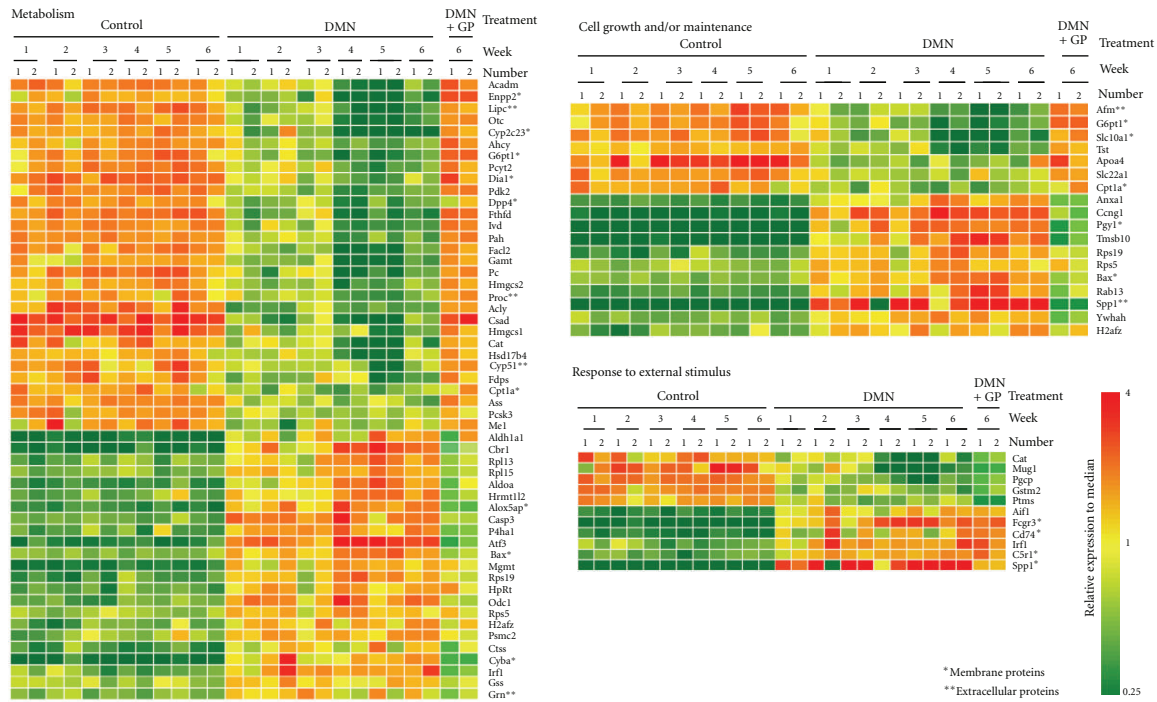 Metabolism
Control
DMN
DMN
+ GP
Treatment
1 2 3 4 5 6 1 2 3 4 5 6 6
Week
1 2 1 2 1 2 1 2 1 2 1 2 1 2 1 2 1 2 1 2 1 2 1 2 1 2
Number
Acadm
Enpp2*
Lipc**
Otc
Cyp2c23*
Ahcy
G6pt1*
Pcyt2
Dia1*
Pdk2
Dpp4*
Fthfd
Ivd
Pah
Facl2
Gamt
Pc
Hmgcs2
Proc**
Acly
Csad
Hmgcs1
Cat
Hsd17b4
Cyp51**
Fdps
Cpt1a*
Ass
Pcsk3
Me1
Aldh1a1
Cbr1
Rpl13
Rpl15
Aldoa
Hrmt1l2
Alox5ap*
Casp3
P4ha1
Atf3
Bax*
Mgmt
Rps19
HpRt
Odc1
Rps5
H2afz
Psmc2
Ctss
Cyba*
Irf1
Gss
Grn**
Cell growth and/or maintenance
Control
DMN
DMN
+ GP
Treatment
1 2 3 4 5 6 1 2 3 4 5 6 6
Week
1 2 1 2 1 2 1 2 1 2 1 2 1 2 1 2 1 2 1 2 1 2 1 2 1 2
Number
Afm**
G6pt1*
Slc10a1*
Tst
Apoa4
Slc22a1
Cpt1a*
Anxa1
Ccng1
Pgy1*
Tmsb10
Rps19
Rps5
Bax*
Rab13
Spp1**
Ywhah
H2afz
Response to external stimulus
Control
DMN
DMN
+ GP
Treatment
1 2 3 4 5 6 1 2 3 4 5 6 6
Week
1 2 1 2 1 2 1 2 1 2 1 2 1 2 1 2 1 2 1 2 1 2 1 2 1 2
Number
Cat
Mug1
Pgcp
Gstm2
Ptms
Aif1
Fcgr3*
Cd74*
Irf1
C5r1*
Spp1*
4
1
0.25
Relative expression to median
*Membrane proteins
**Extracellular proteins